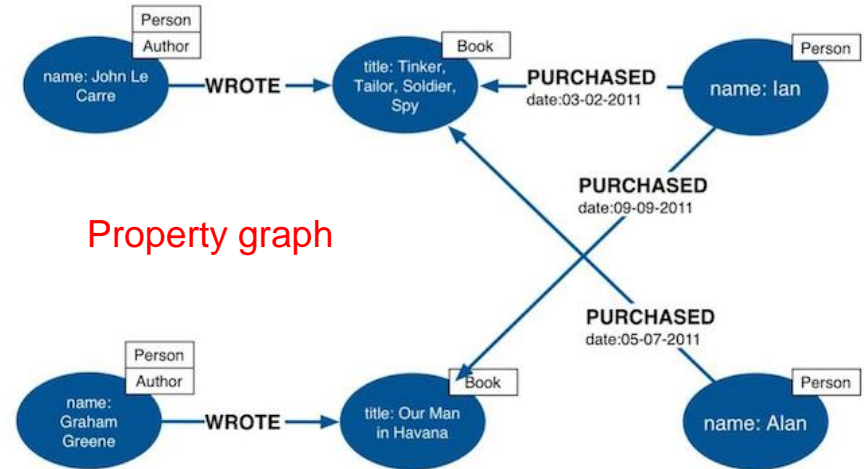 Person
Author
name: John Le
Carre
WROTE
Book
title: Tinker,
Tailor, Soldier,
Spy
PURCHASED
date:03-02-2011
Person
name: Ian
PURCHASED
date:09-09-2011
Property graph
PURCHASED
date:05-07-2011
Person
Author
name:
Graham
Greene
WROTE
Book
title: Our Man
in Havana
Person
name: Alan